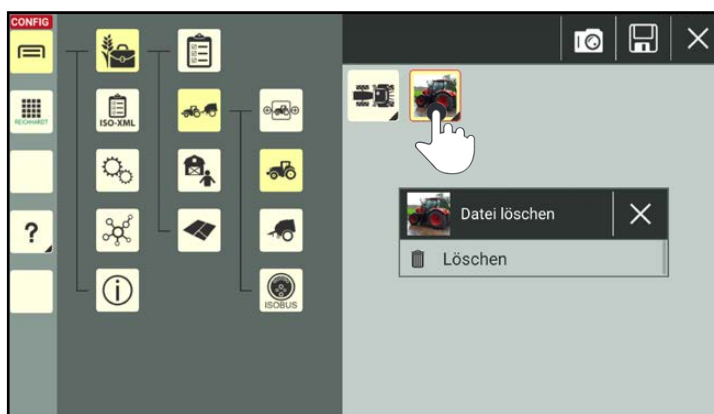 CONFIG
REICHHARDT
ISO-XML
?
ISOBUS
Datei löschen
Löschen